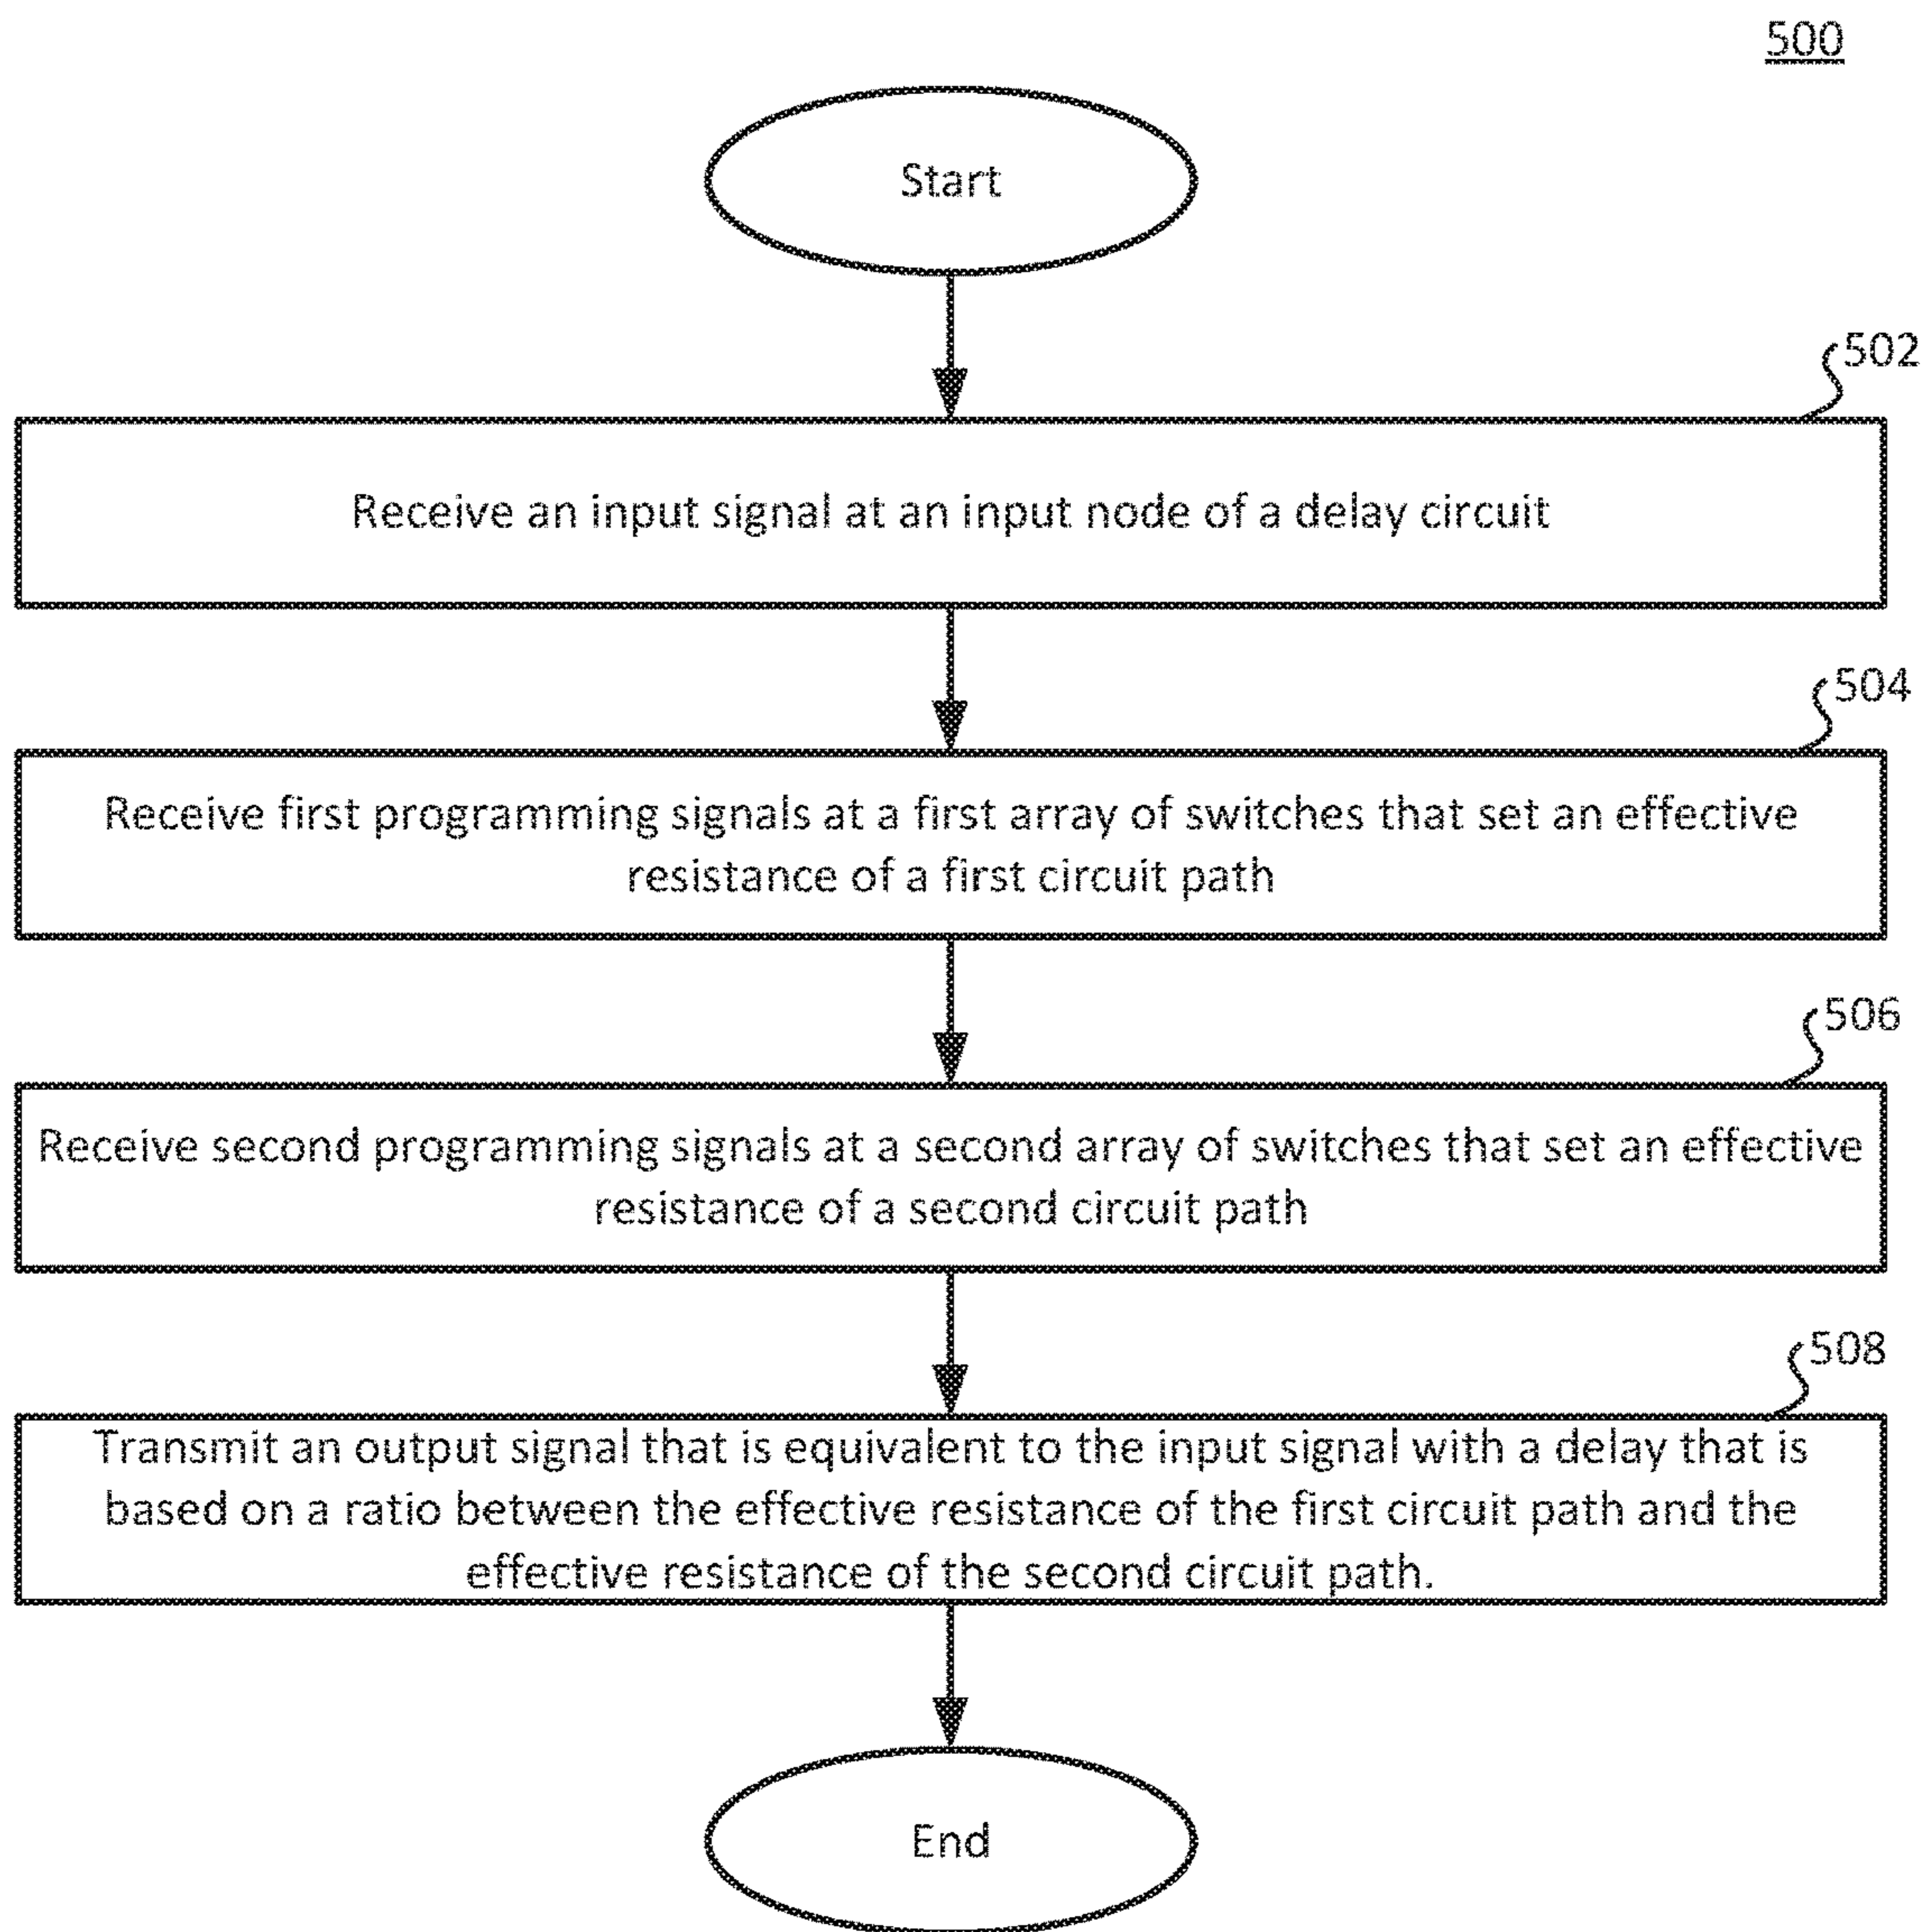 500
Start
502
Receive an input signal at an input node of a delay circuit
504
Receive first programming signals at a first array of switches that set an effective
resistance of a first circuit path
506
Receive second programming signals at a second array of switches that set an effective
resistance of a second circuit path
508
Transmit an output signal that is equivalent to the input signal with a delay that is
based on a ratio between the effective resistance of the first circuit path and the
effective resistance of the second circuit path.
End